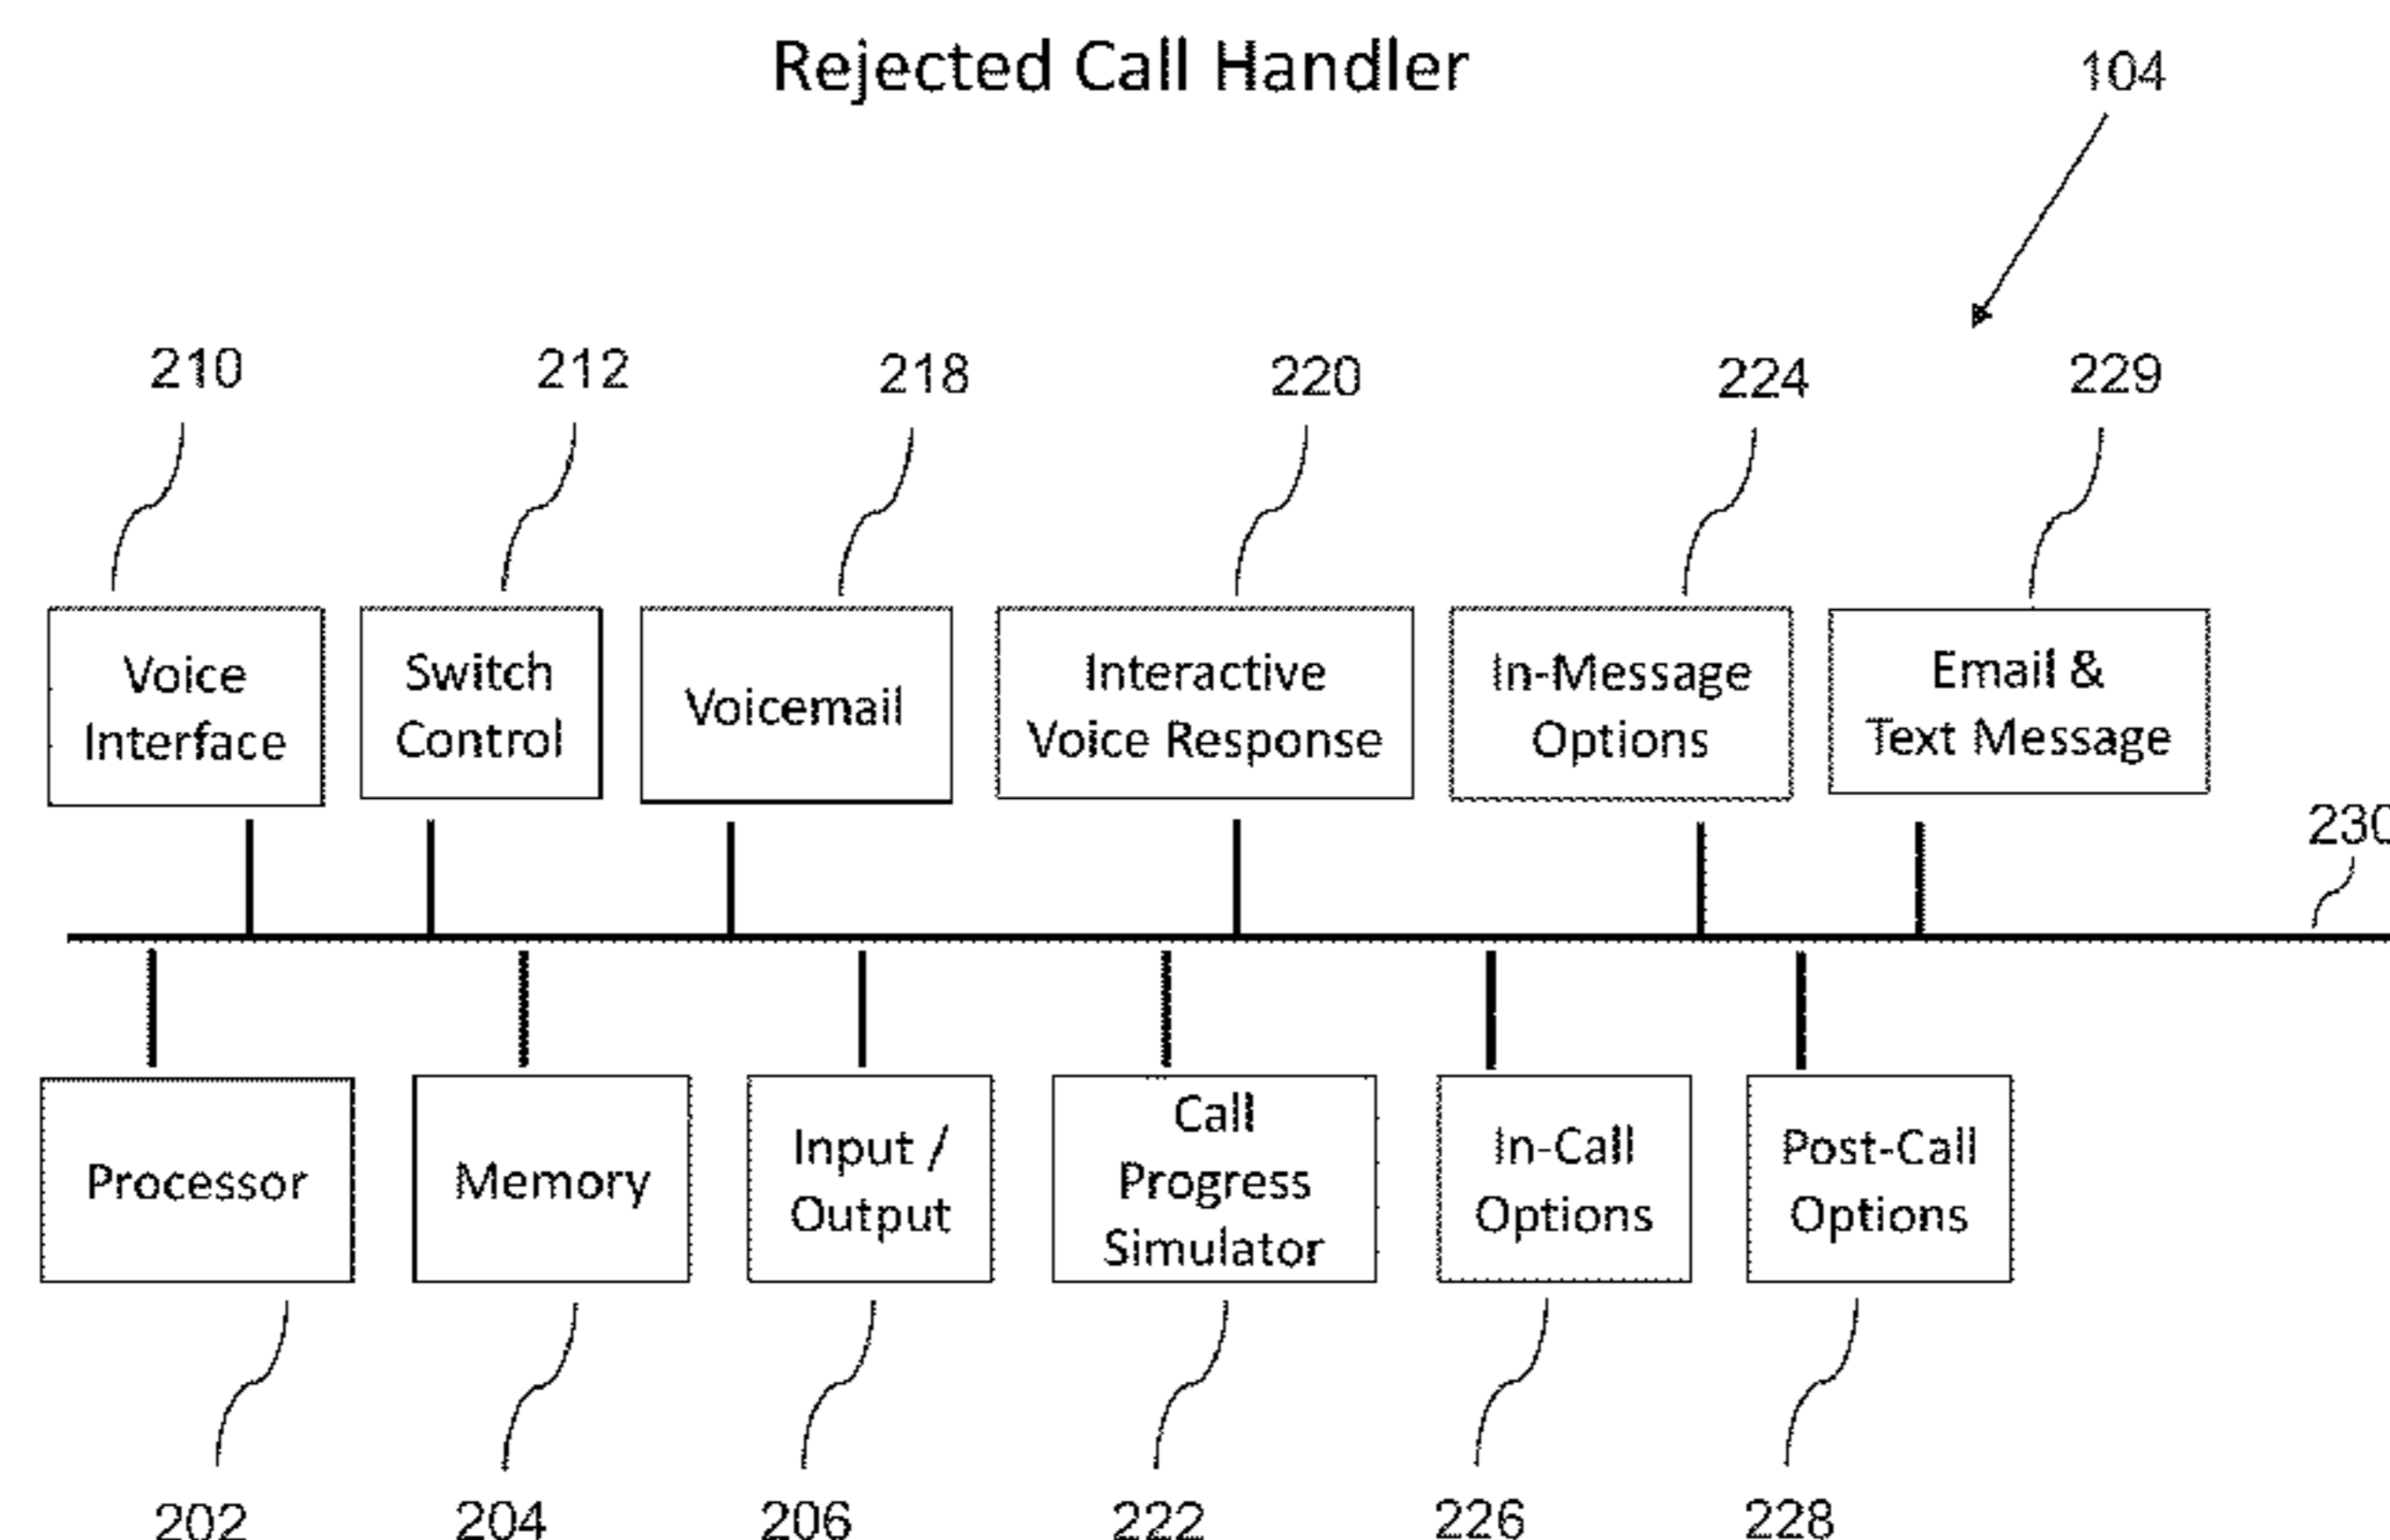 Rejected Call Handler
104
210
212
218
220
224
229
Voice
Interface
Switch
Control
Voicemail
Interactive
Voice Response
In-Message
Options
Email &
Text Message
230
Processor
Memory
Input /
Output
Call
Progress
Simulator
In-Call
Options
Post-Call
Options
202
204
206
222
226
228